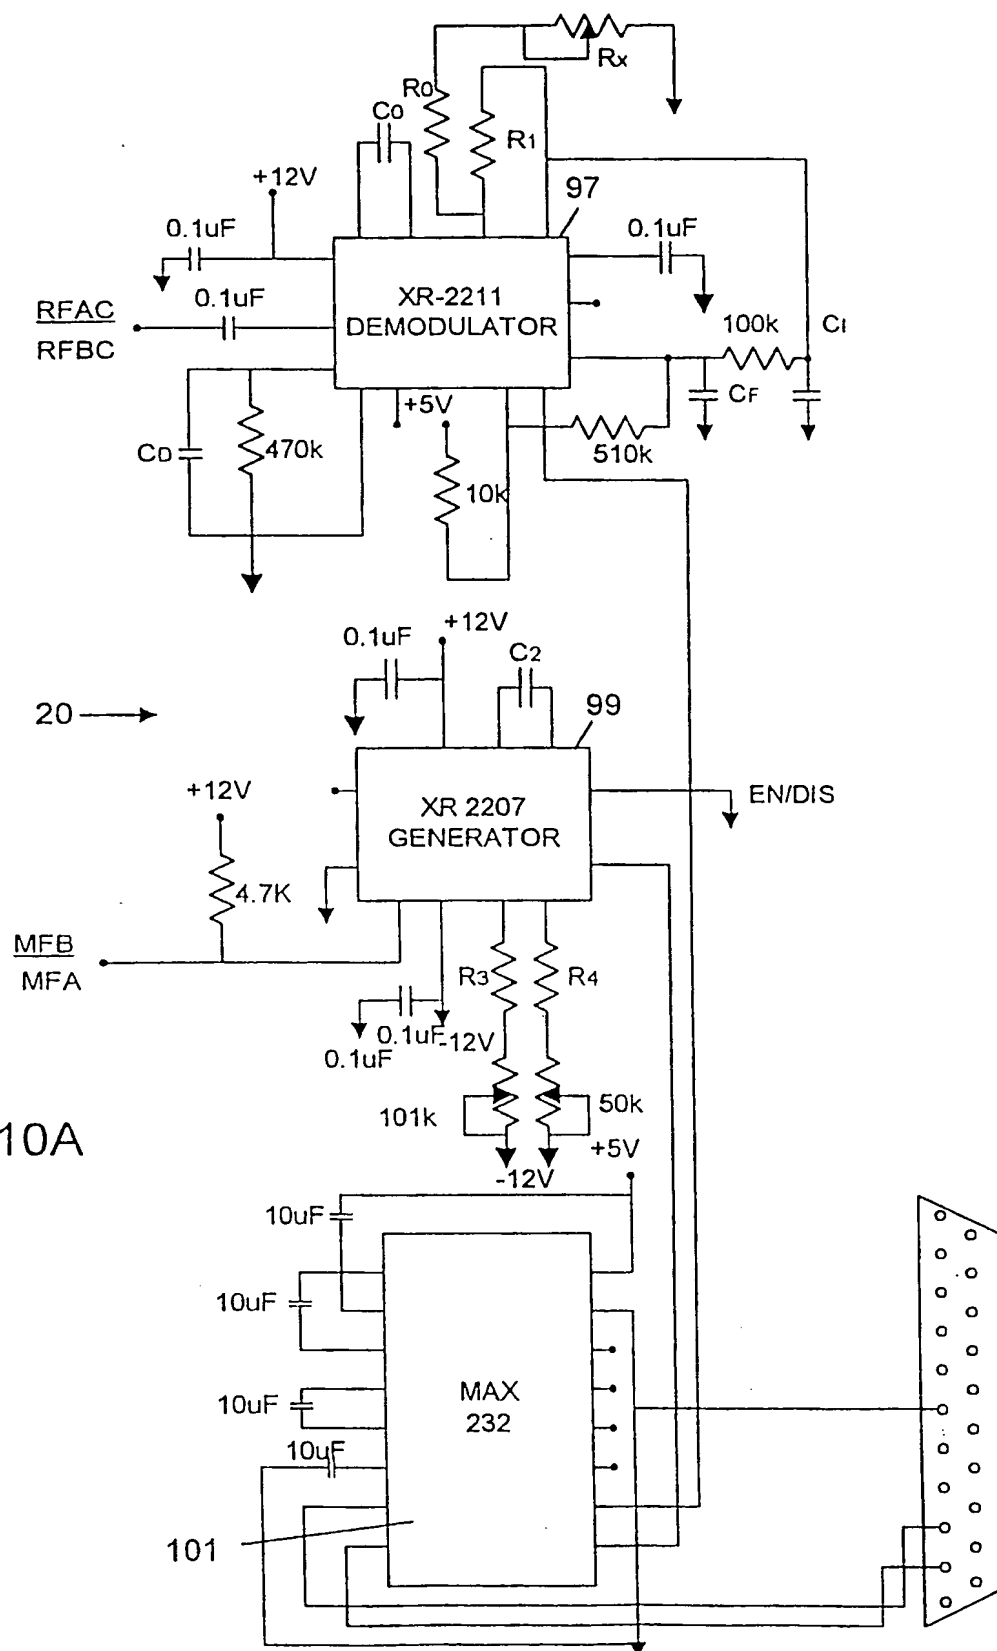 Rx
R0
C0
R1
+12V
97
0.1uF
0.1uF
RFAC
RFBC
0.1uF
XR-2211
DEMODULATOR
100k
CI
+5V
CF
CD
470k
510k
10k
+12V
0.1uF
C2
20
99
+12V
XR 2207
GENERATOR
EN/DIS
4.7K
MFB
MFA
R3
R4
0.1uF
-12V
0.1uF
101k
50k
10A
+5V
-12V
10uF
10uF
MAX
232
10uF
10uF
101